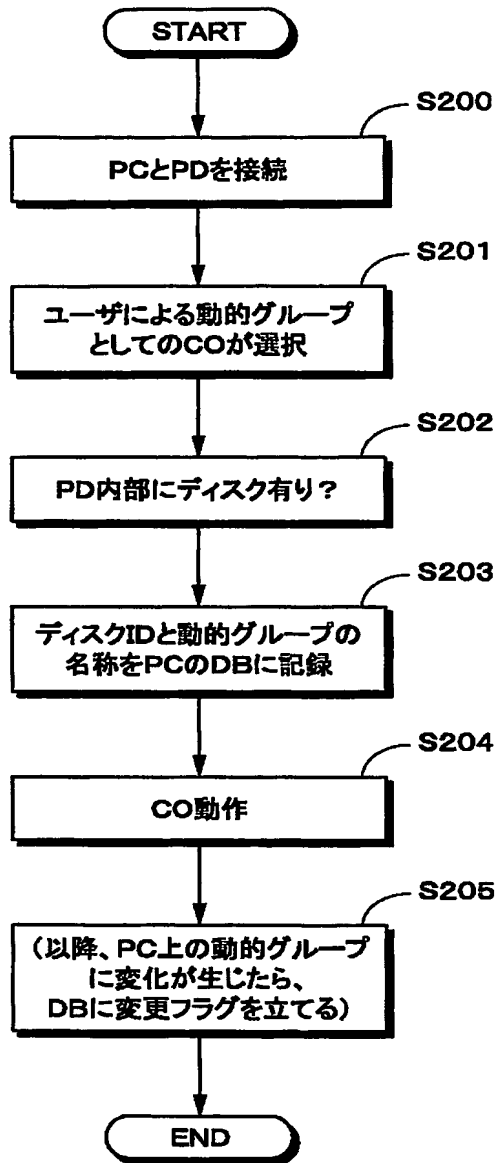 START
S200
PCとPDを接続
S201
ユーザによる動的グループ
としてのCOが選択
S202
PD内部にディスク有り?
S203
ディスクIDと動的グループの
名称をPCのDBに記録
S204
CO動作
S205
(以降、PC上の動的グループ
に変化が生じたら、
DBに変更フラグを立てる)
END